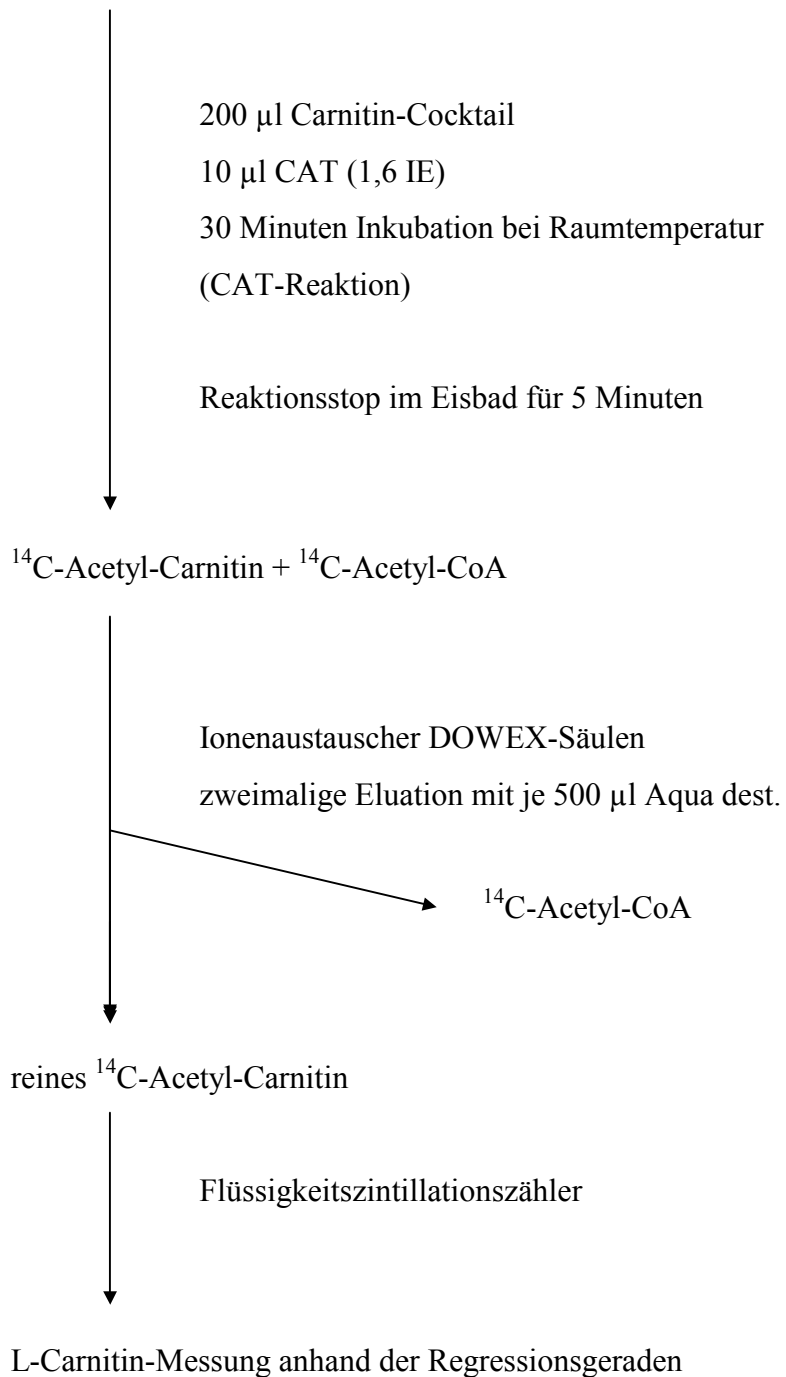 200 µl Carnitin-Cocktail
10 µl CAT (1,6 IE)
30 Minuten Inkubation bei Raumtemperatur
(CAT-Reaktion)
Reaktionsstop im Eisbad für 5 Minuten
¹⁴C-Acetyl-Carnitin + ¹⁴C-Acetyl-CoA
Ionenaustauscher DOWEX-Säulen
zweimalige Eluation mit je 500 µl Aqua dest.
¹⁴C-Acetyl-CoA
reines ¹⁴C-Acetyl-Carnitin
Flüssigkeitszintillationszähler
L-Carnitin-Messung anhand der Regressionsgeraden